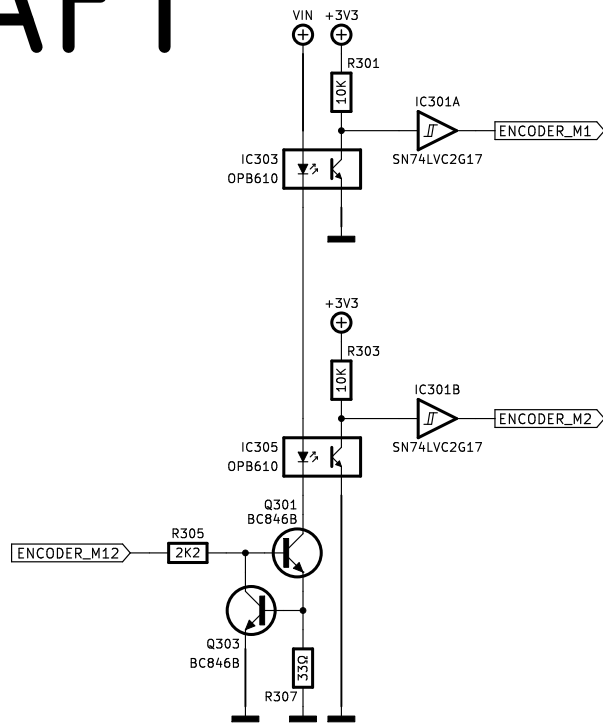 AFT
VIN +3V3
R301
10K
IC301A
ENCODER_M1
SN74LVC2G17
IC303
OPB610
+3V3
R303
10K
IC301B
ENCODER_M2
SN74LVC2G17
IC305
OPB610
Q301
BC846B
R305
ENCODER_M12
2K2
Q303
BC846B
33Ω
R307